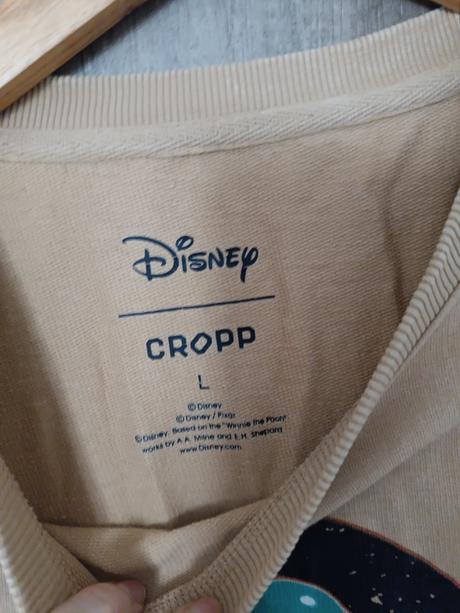 Disney
CROPP
L
© Disney
© Disney / Pixar
© Disney. Based on the "Winnie the Pooh"
works by A.A. Milne and E.H. Shepard
www.Disney.com